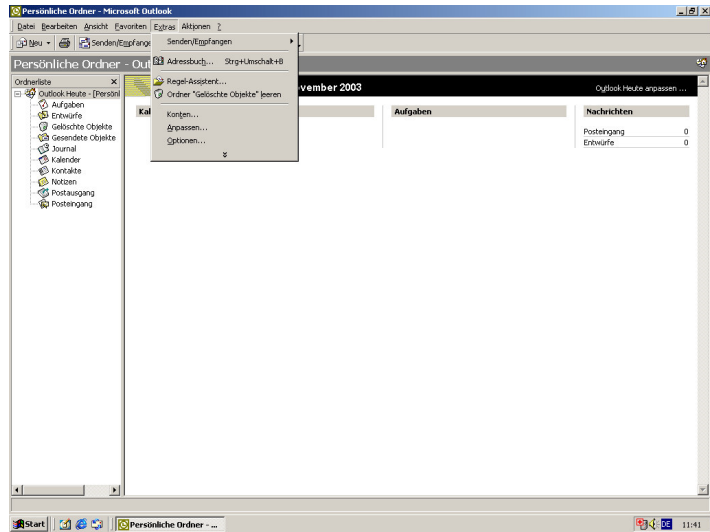 Persönliche Ordner - Microsoft Outlook
Datei Bearbeiten Ansicht Favoriten Extras Aktionen ?
Neu Senden/Empfange
Persönliche Ordner - Out
Ordnerliste
Outlook Heute - [Persönl
Aufgaben
Entwürfe
Gelöschte Objekte
Gesendete Objekte
Journal
Kalender
Kontakte
Notizen
Postausgang
Posteingang
Senden/Empfangen
Adressbuch... Strg+Umschalt+B
Regel-Assistent...
Ordner "Gelöschte Objekte" leeren
Konten...
Anpassen...
Optionen...
vember 2003
Outlook Heute anpassen ...
Kal
Aufgaben
Nachrichten
Posteingang 0
Entwürfe 0
Start
Persönliche Ordner - ...
DE 11:41